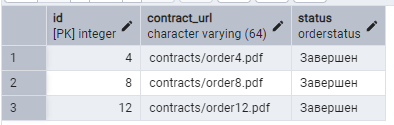 id contract_url status
[PK] integer character varying (64) orderstatus
1 4 contracts/order4.pdf Завершен
2 8 contracts/order8.pdf Завершен
3 12 contracts/order12.pdf Завершен